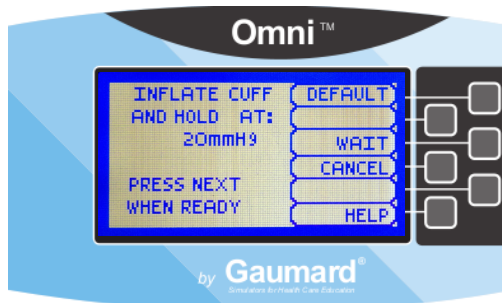 Omni™
INFLATE CUFF
AND HOLD AT:
20mmHg
PRESS NEXT
WHEN READY
DEFAULT
WAIT
CANCEL
HELP
by Gaumard®
Simulators for Health Care Education